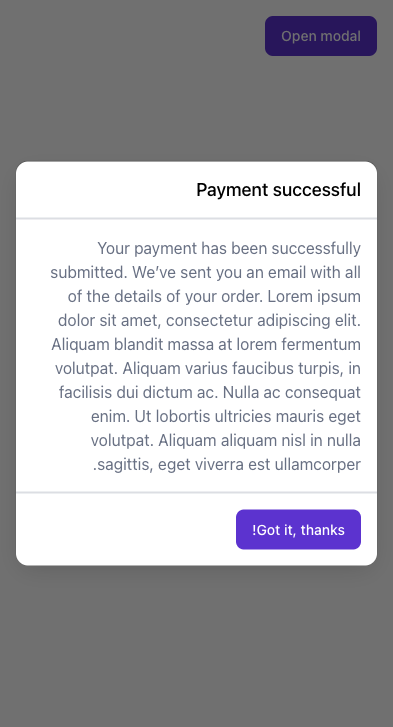 Open modal
Payment successful
Your payment has been successfully
submitted. We’ve sent you an email with all
of the details of your order. Lorem ipsum
dolor sit amet, consectetur adipiscing elit.
Aliquam blandit massa at lorem fermentum
volutpat. Aliquam varius faucibus turpis, in
facilisis dui dictum ac. Nulla ac consequat
enim. Ut lobortis ultricies mauris eget
volutpat. Aliquam aliquam nisl in nulla
.sagittis, eget viverra est ullamcorper
!Got it, thanks